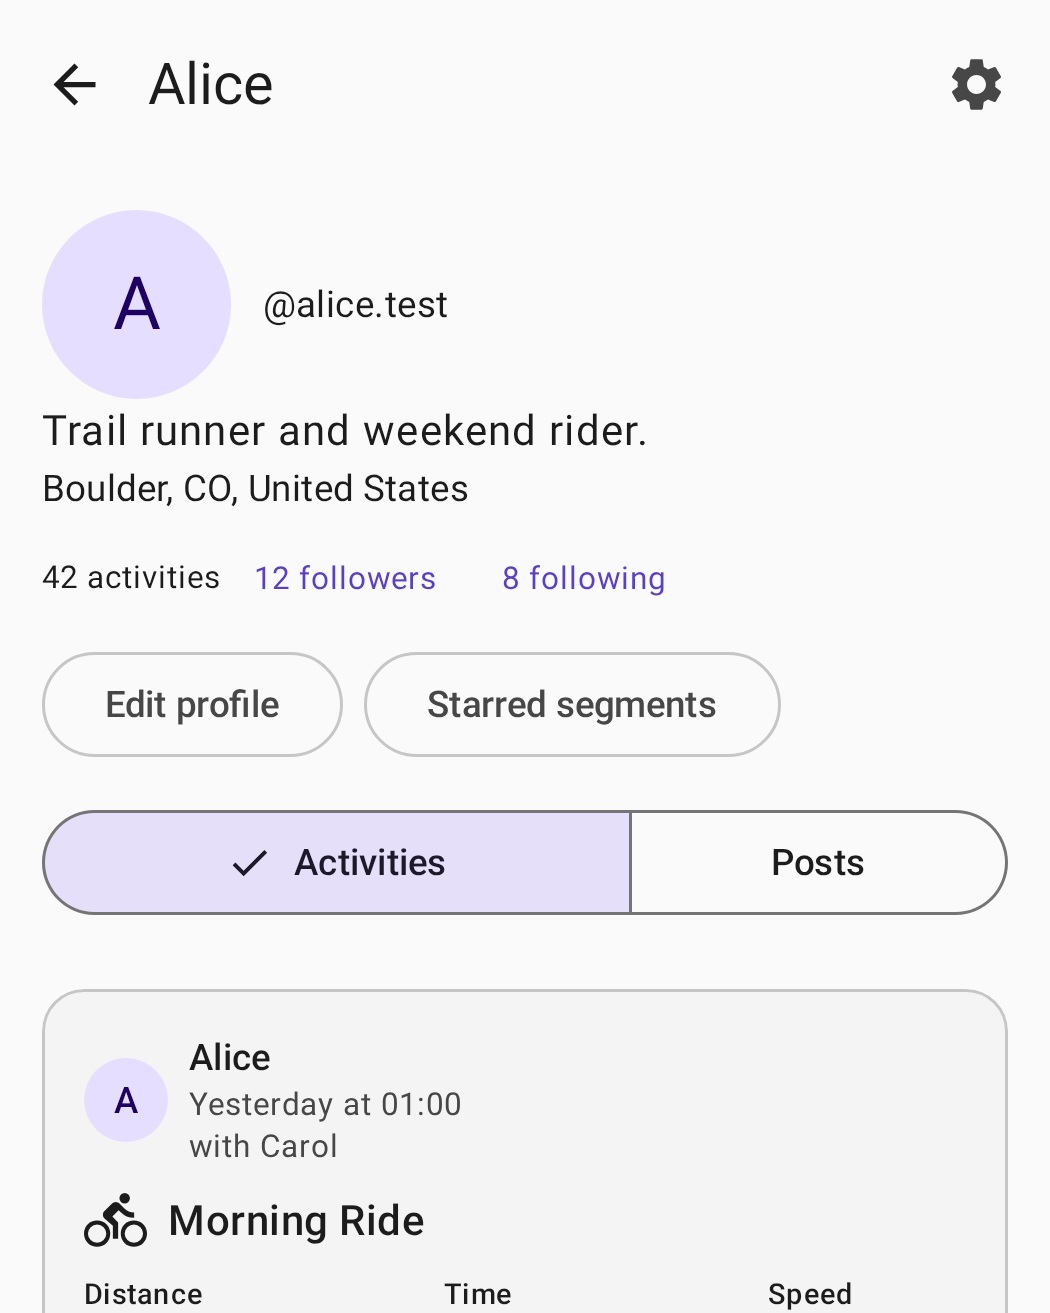 Alice
A
@alice.test
Trail runner and weekend rider.
Boulder, CO, United States
42 activities 12 followers 8 following
Edit profile Starred segments
Activities Posts
Alice
A
Yesterday at 01:00
with Carol
Morning Ride
Distance Time Speed